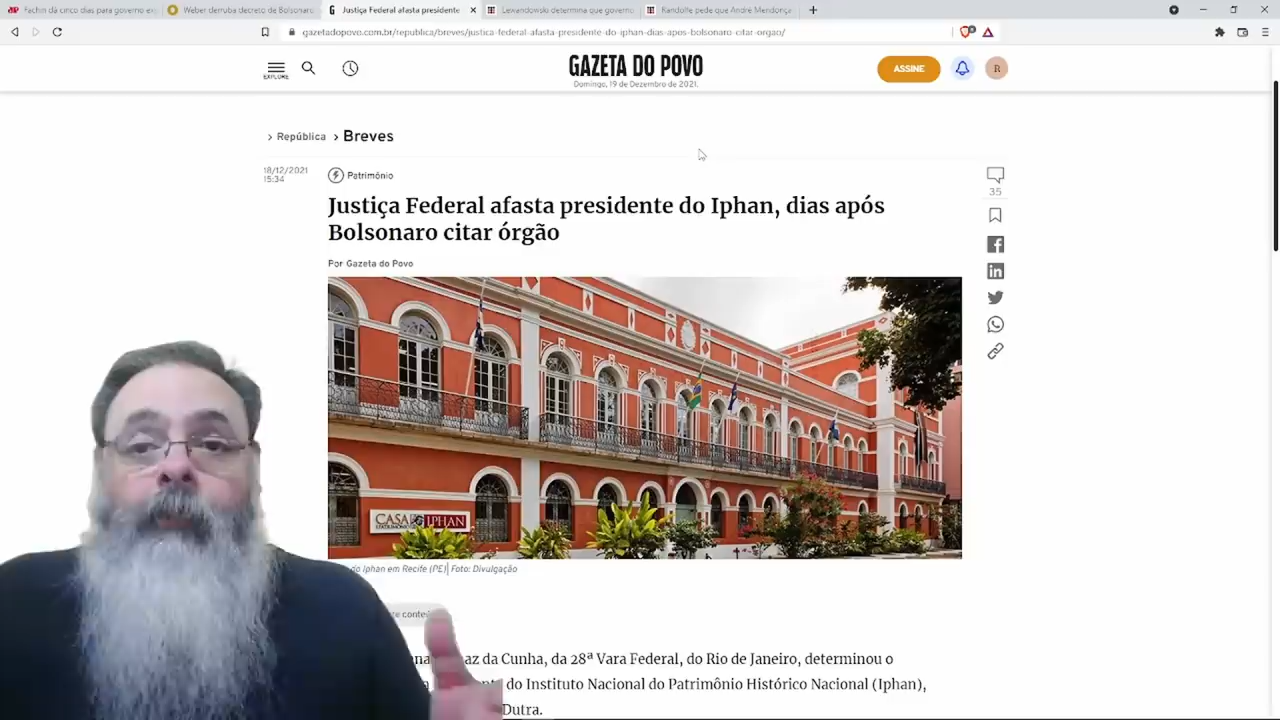 Fachin dá cinco dias para governo ex
Weber derruba decreto de Bolsonaro
Justiça Federal afasta presidente
Lewandowski determina que governo
Randolfe pede que André Mendonça
gazetadopovo.com.br/republica/breves/justica-federal-afasta-presidente-do-iphan-dias-apos-bolsonaro-citar-orgao/
EXPLORE
GAZETA DO POVO
Domingo, 19 de Dezembro de 2021.
ASSINE
R
> República > Breves
18/12/2021
15:34
Patrimônio
Justiça Federal afasta presidente do Iphan, dias após
Bolsonaro citar órgão
35
Por Gazeta do Povo
CASA IPHAN
do Iphan em Recife (PE)| Foto: Divulgação
az da Cunha, da 28ª Vara Federal, do Rio de Janeiro, determinou o
do Instituto Nacional do Patrimônio Histórico Nacional (Iphan),
Dutra.